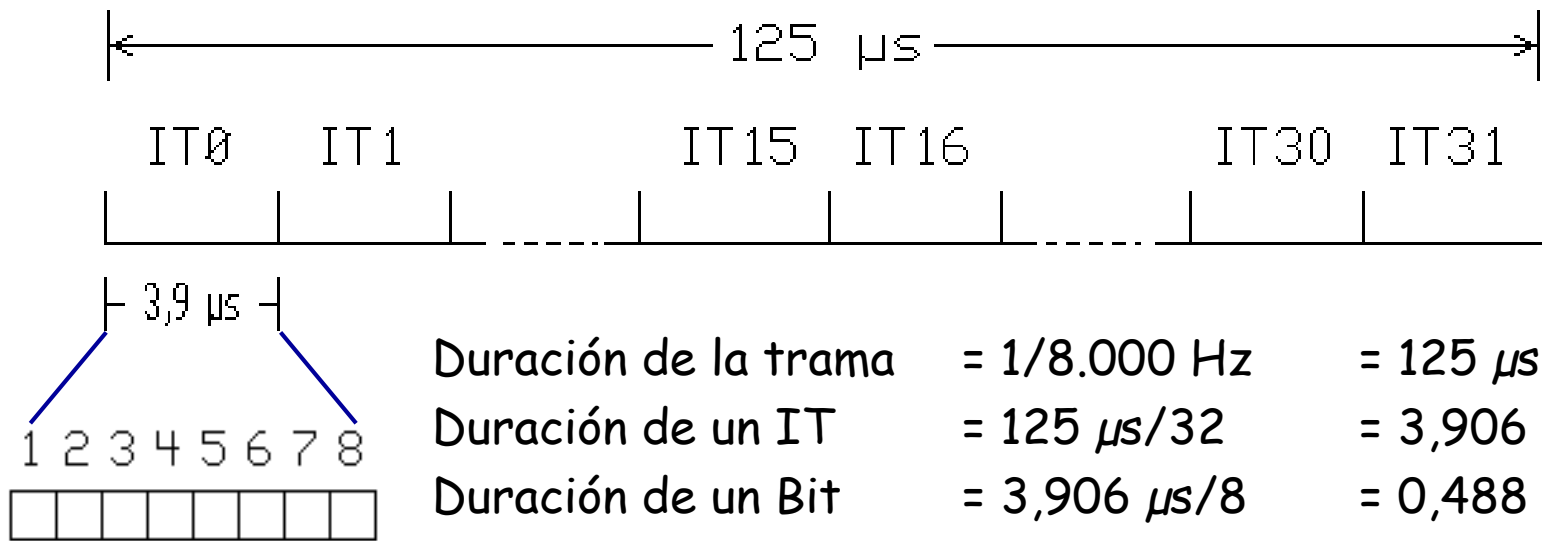 125 µs
ITØ IT1 IT15 IT16 IT30 IT31
3,9 µs
Duración de la trama = 1/8.000 Hz = 125 µs
1 2 3 4 5 6 7 8
Duración de un IT = 125 µs/32 = 3,906
Duración de un Bit = 3,906 µs/8 = 0,488